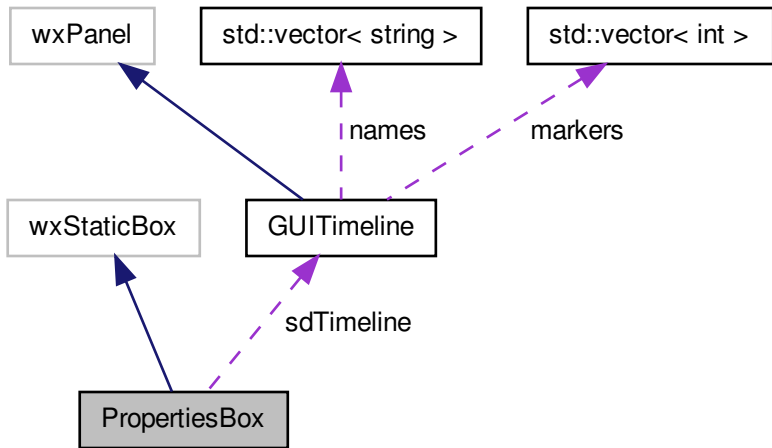 wxPanel
std::vector< string >
std::vector< int >
names
markers
wxStaticBox
GUITimeline
sdTimeline
PropertiesBox